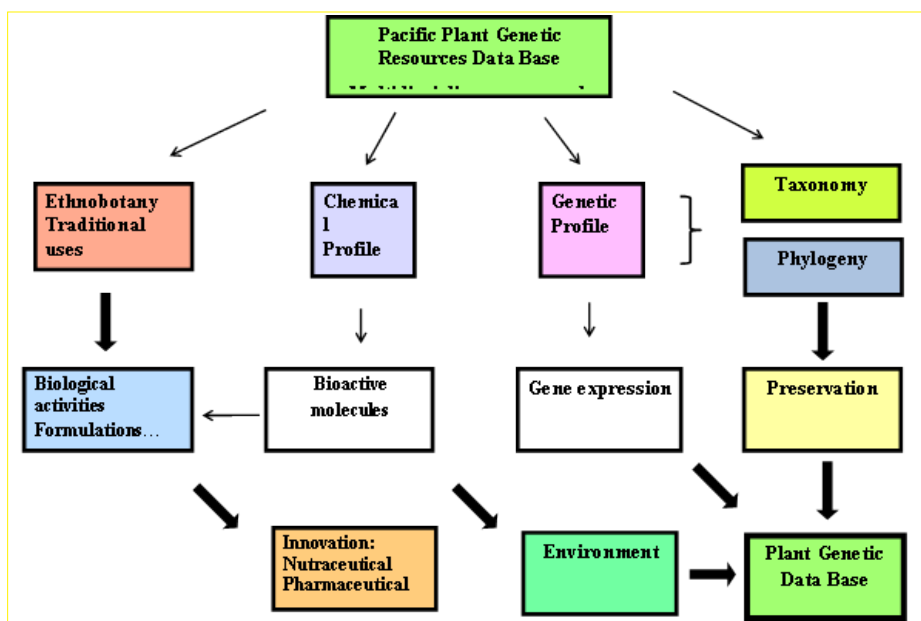 Pacific Plant Genetic
Resources Data Base
Ethnobotany
Traditional
uses
Chemica
l
Profile
Genetic
Profile
Taxonomy
Phylogeny
Biological
activities
Formulations...
Bioactive
molecules
Gene expression
Preservation
Innovation:
Nutraceutical
Pharmaceutical
Environment
Plant Genetic
Data Base